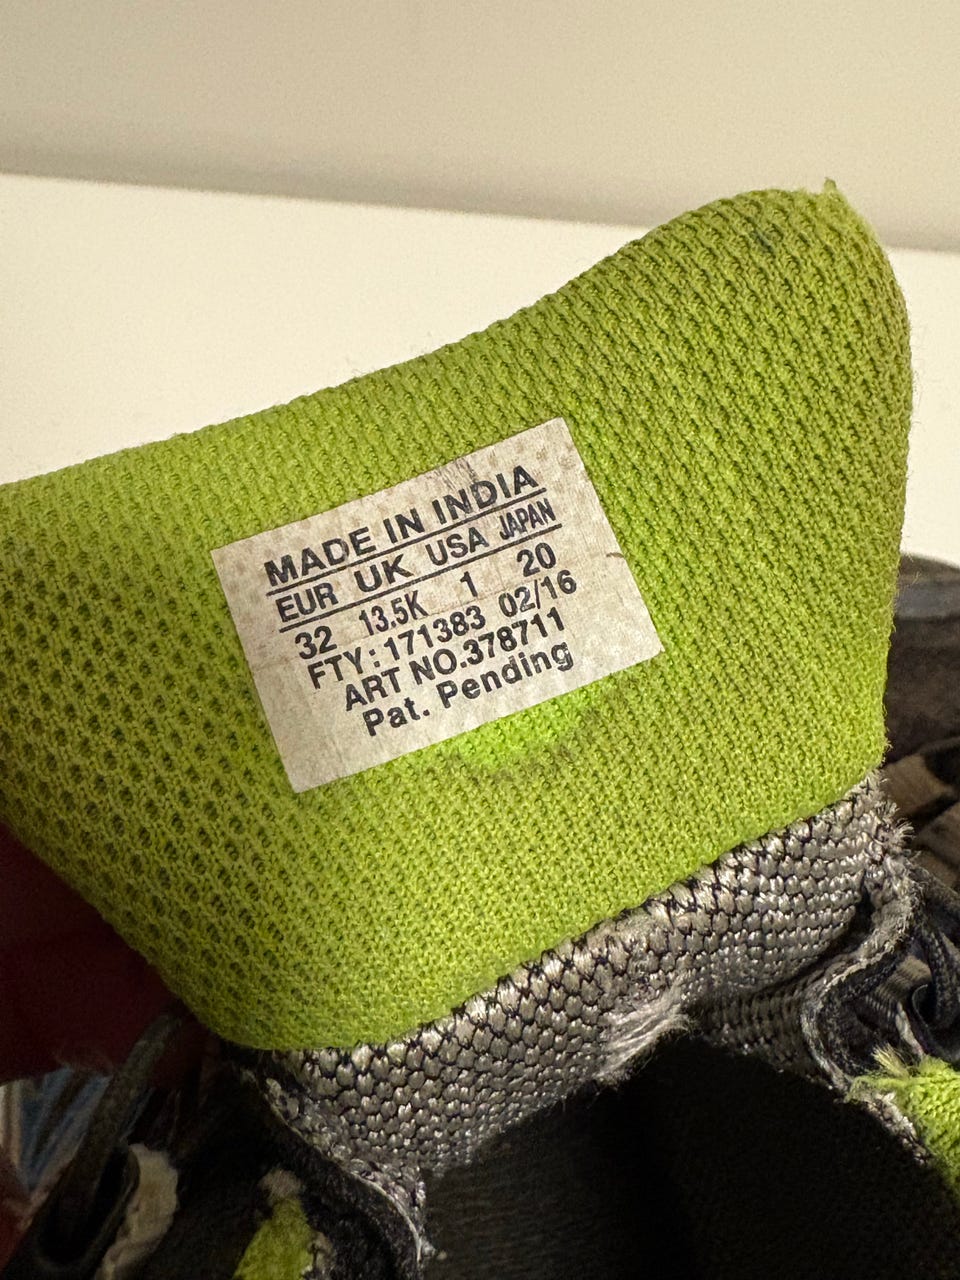 MADE IN INDIA
EUR UK USA JAPAN
32 13.5K 1 20
FTY: 171383 02/16
ART NO.378711
Pat. Pending